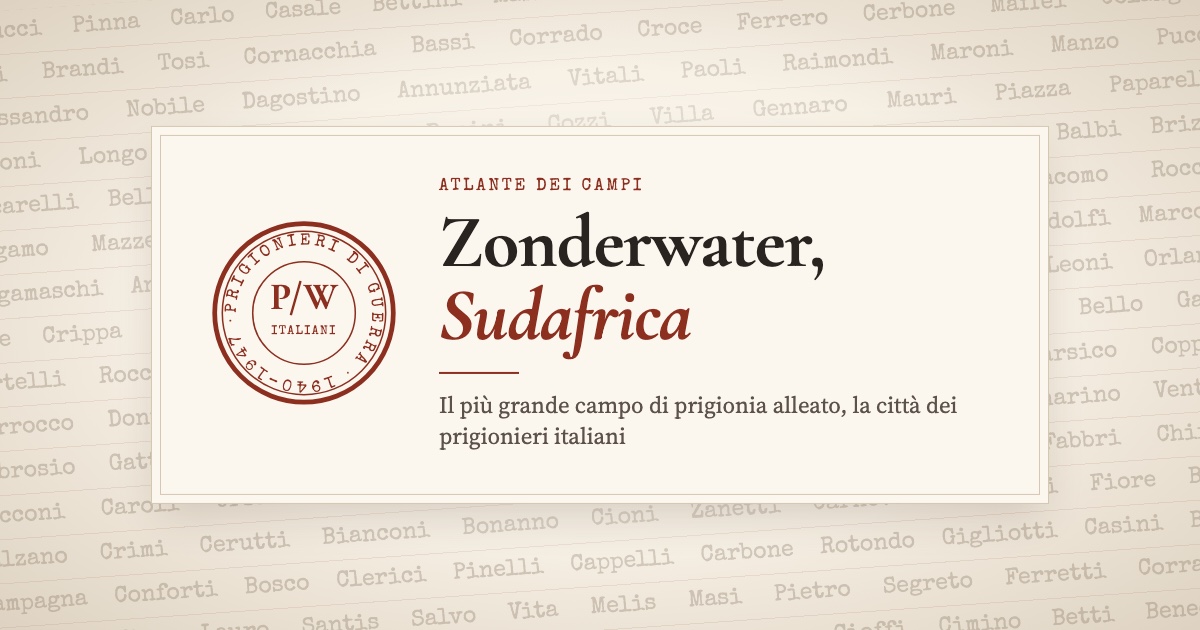 Pinna Carlo Casale Bettini
Brandi Tosi Cornacchia Bassi Corrado Croce Ferrero Cerbone
Nobile Dagostino Annunziata Vitali Paoli Raimondi Maroni Manzo
Cozzi Villa Gennaro Mauri Piazza
Longo
Balbi
ATLANTE DEI CAMPI
Zonderwater,
Sudafrica
Il più grande campo di prigionia alleato, la città dei
prigionieri italiani
PRIGIONIERI DI GUERRA · 1940-1947 ·
P/W
ITALIANI
Leoni
Bello
Crippa
Fabbri
Fiore
Crimi Cerutti Bianconi Bonanno Cioni Zanetti
Conforti Bosco Clerici Pinelli Cappelli Carbone Rotondo Gigliotti Casini
Santis Salvo Vita Melis Masi Pietro Segreto Ferretti
Cimino Betti